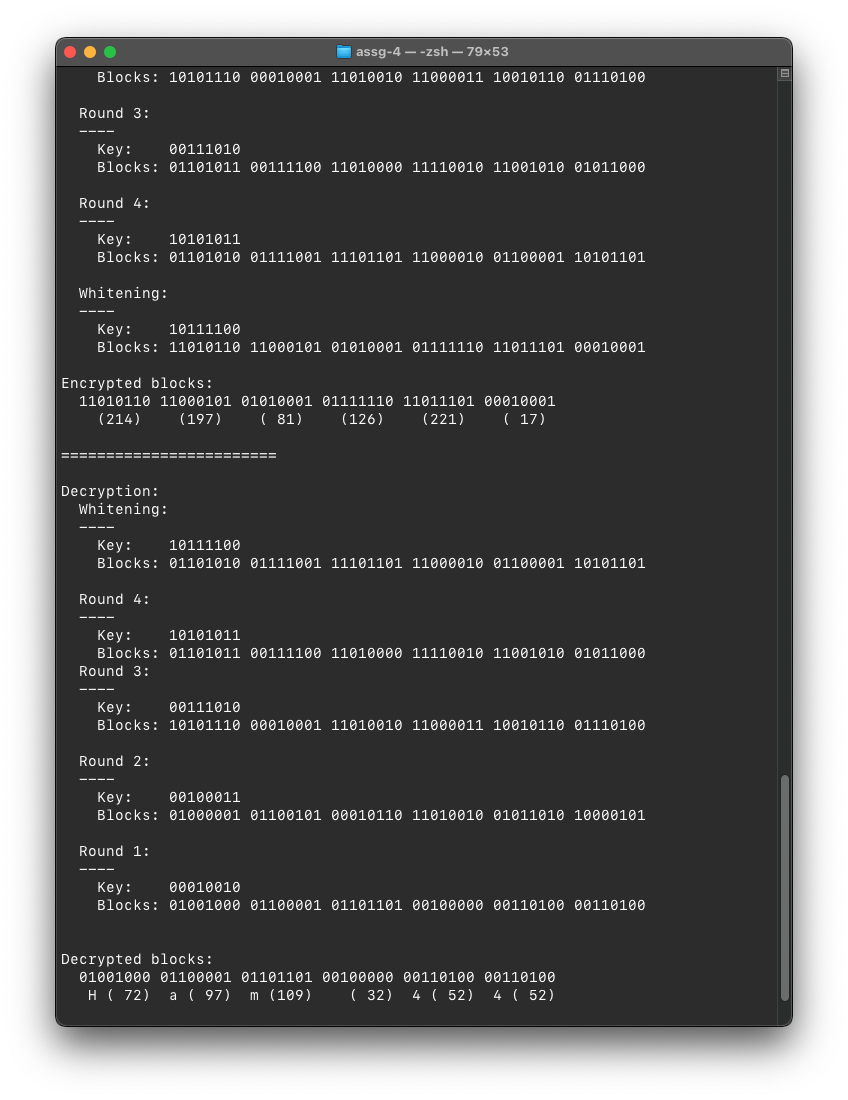 assg-4 — -zsh — 79×53
    Blocks: 10101110 00010001 11010010 11000011 10010110 01110100
  Round 3:
  ----
    Key:    00111010
    Blocks: 01101011 00111100 11010000 11110010 11001010 01011000
  Round 4:
  ----
    Key:    10101011
    Blocks: 01101010 01111001 11101101 11000010 01100001 10101101
  Whitening:
  ----
    Key:    10111100
    Blocks: 11010110 11000101 01010001 01111110 11011101 00010001
Encrypted blocks:
  11010110 11000101 01010001 01111110 11011101 00010001
    (214)    (197)    ( 81)    (126)    (221)    ( 17)
========================
Decryption:
  Whitening:
  ----
    Key:    10111100
    Blocks: 01101010 01111001 11101101 11000010 01100001 10101101
  Round 4:
  ----
    Key:    10101011
    Blocks: 01101011 00111100 11010000 11110010 11001010 01011000
  Round 3:
  ----
    Key:    00111010
    Blocks: 10101110 00010001 11010010 11000011 10010110 01110100
  Round 2:
  ----
    Key:    00100011
    Blocks: 01000001 01100101 00010110 11010010 01011010 10000101
  Round 1:
  ----
    Key:    00010010
    Blocks: 01001000 01100001 01101101 00100000 00110100 00110100
Decrypted blocks:
  01001000 01100001 01101101 00100000 00110100 00110100
   H ( 72)  a ( 97)  m (109)    ( 32)  4 ( 52)  4 ( 52)